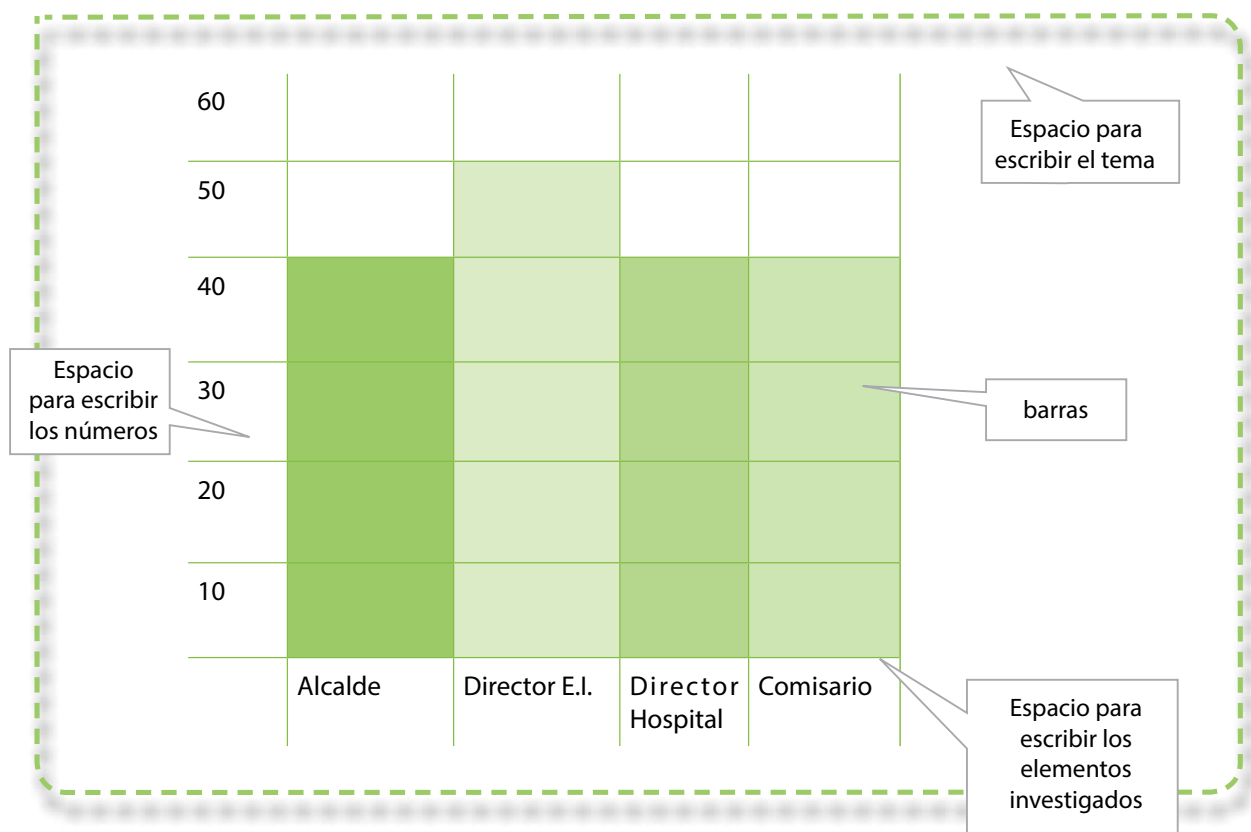 60
Espacio para
escribir el tema
50
40
Espacio
para escribir
los números
30
barras
20
10
Alcalde
Director E.I.
Director
Hospital
Comisario
Espacio para
escribir los
elementos
investigados